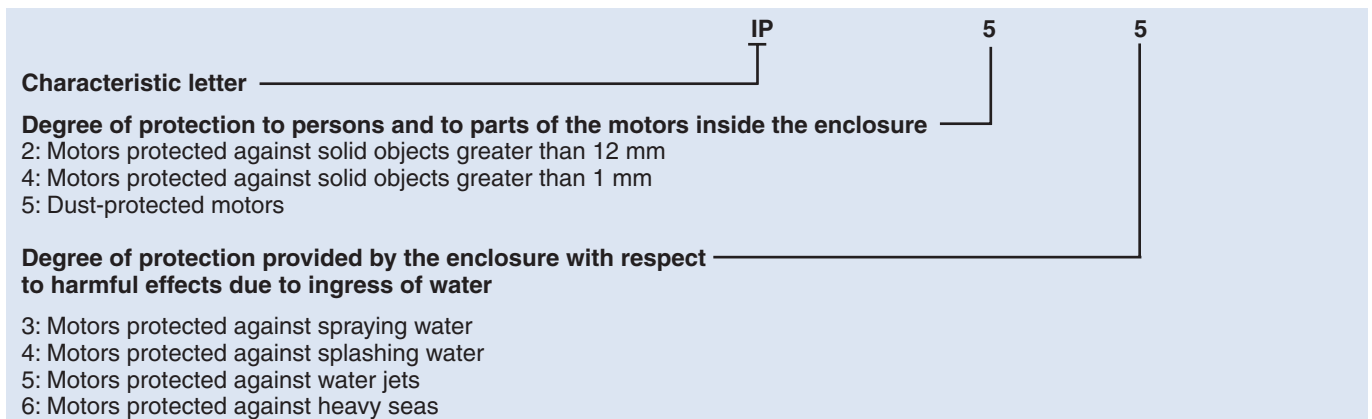 IP 5 5
Characteristic letter
Degree of protection to persons and to parts of the motors inside the enclosure
2: Motors protected against solid objects greater than 12 mm
4: Motors protected against solid objects greater than 1 mm
5: Dust-protected motors
Degree of protection provided by the enclosure with respect
to harmful effects due to ingress of water
3: Motors protected against spraying water
4: Motors protected against splashing water
5: Motors protected against water jets
6: Motors protected against heavy seas